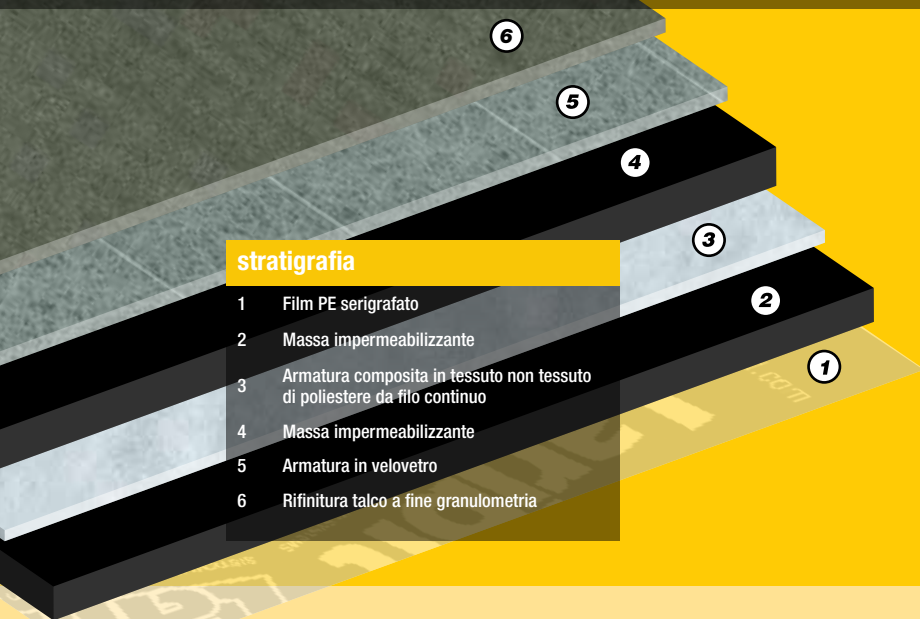 6
5
4
3
2
1
stratigrafia
1 Film PE serigrafato
2 Massa impermeabilizzante
3 Armatura composita in tessuto non tessuto
di poliestere da filo continuo
4 Massa impermeabilizzante
5 Armatura in velovetro
6 Rifinitura talco a fine granulometria
.com